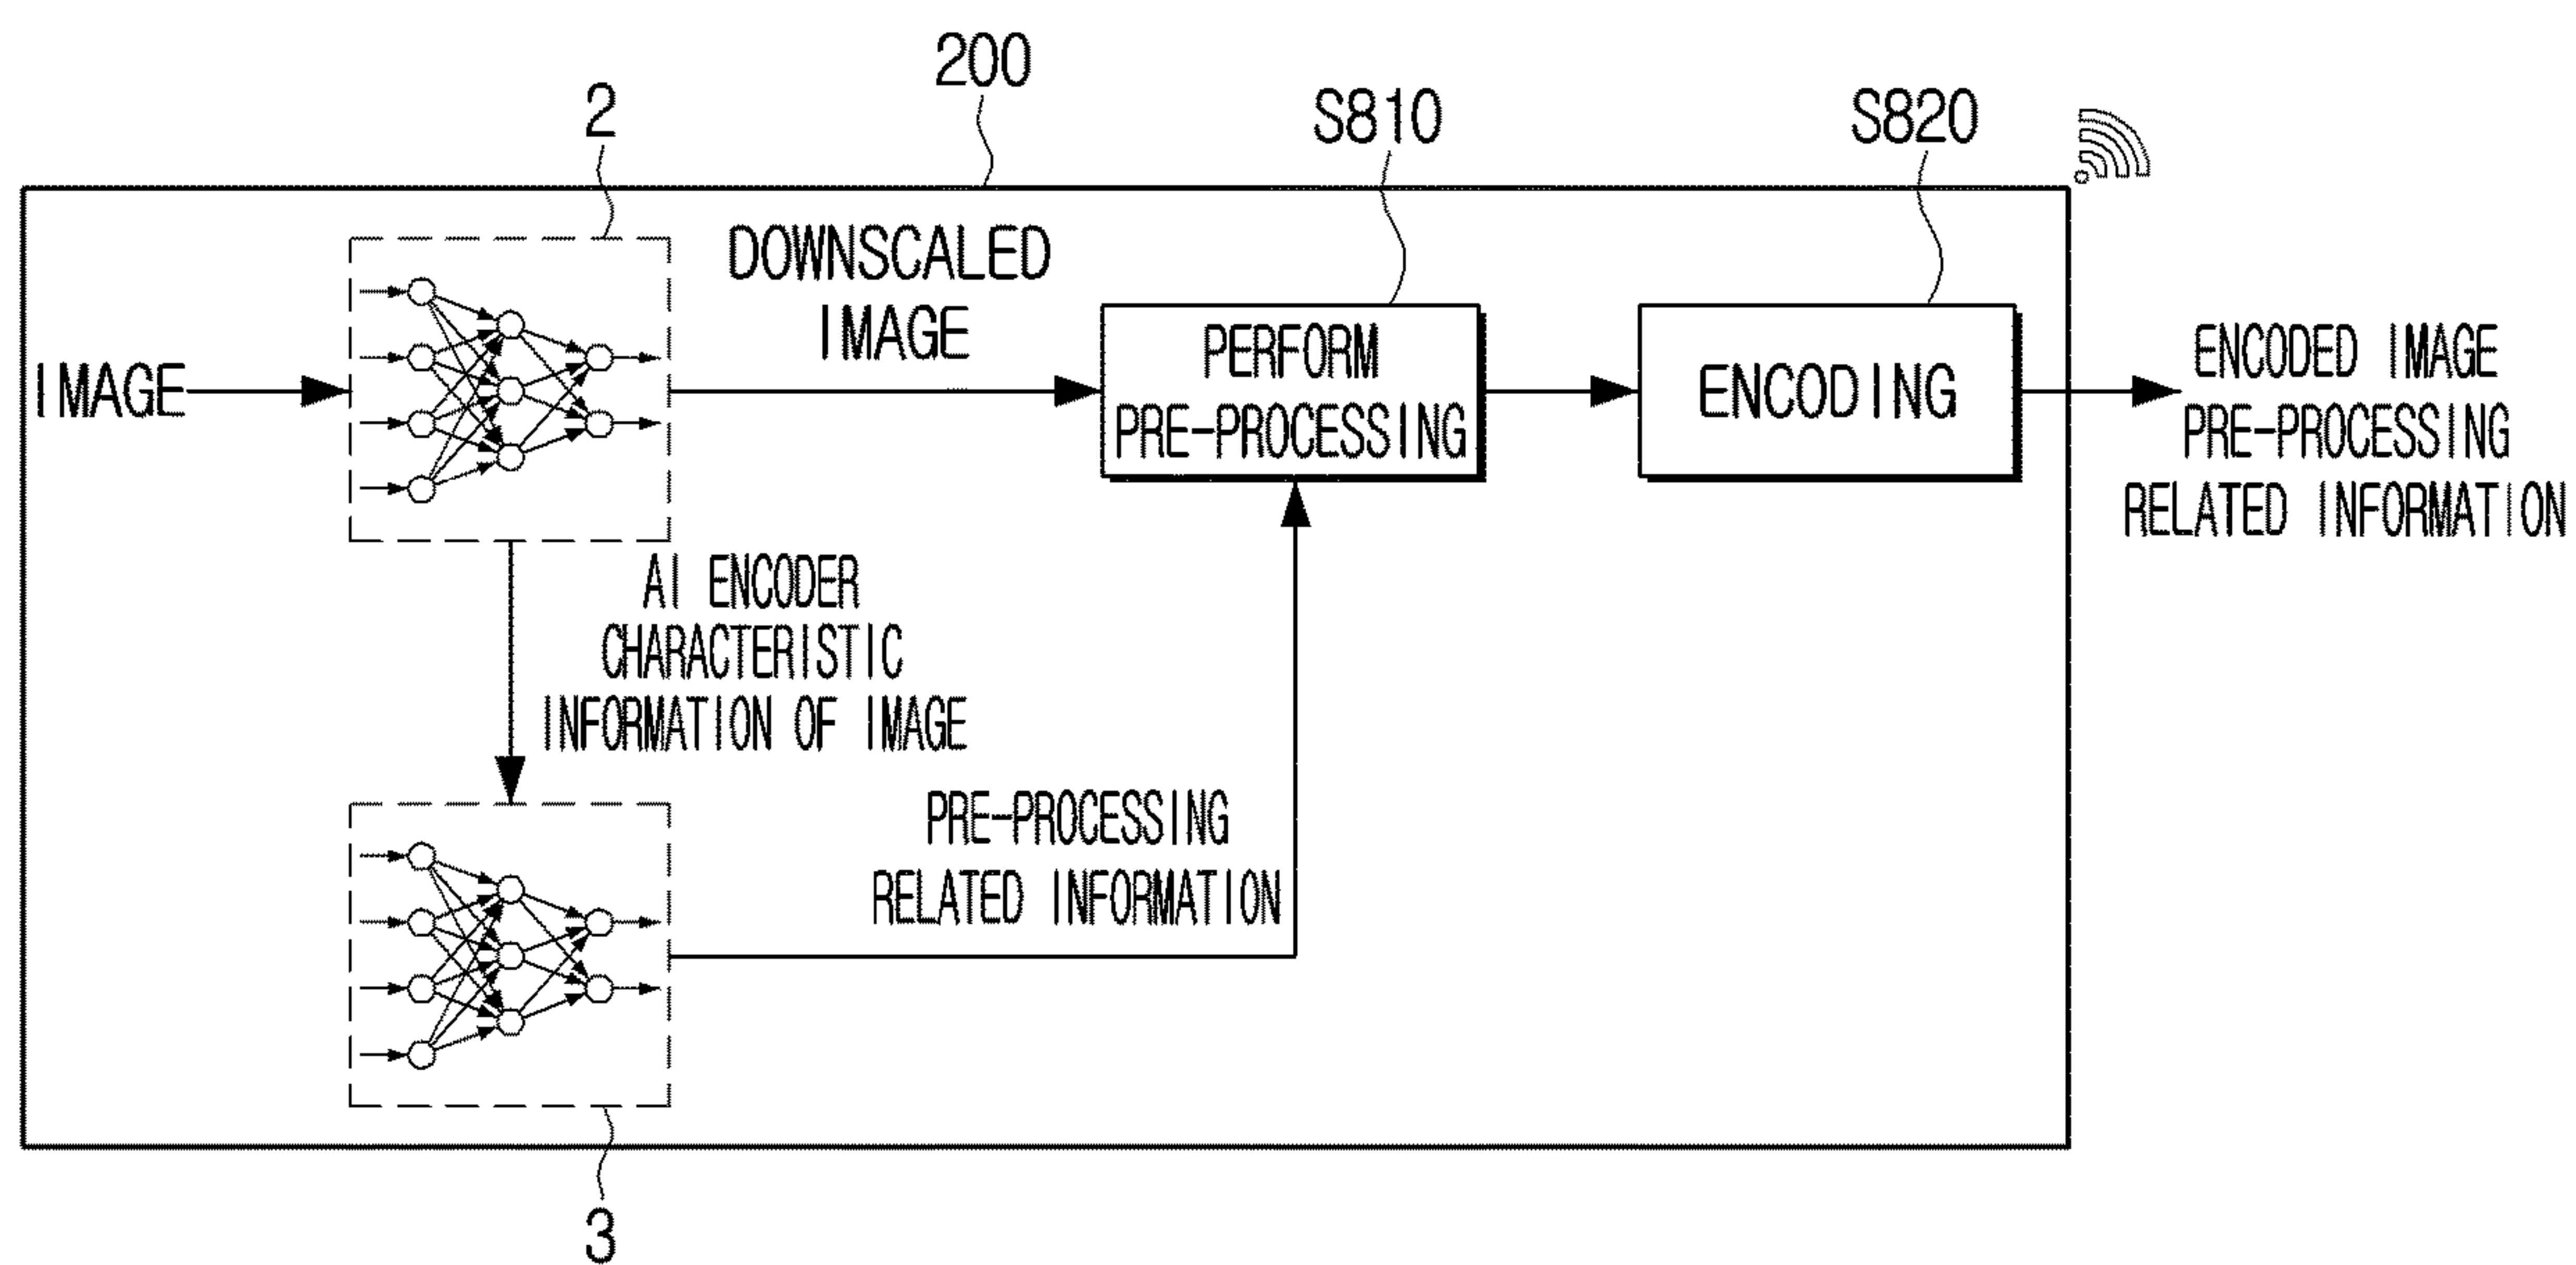 200
2
S810
S820
DOWNSCALED
IMAGE
IMAGE
PERFORM
PRE-PROCESSING
ENCODING
ENCODED IMAGE
PRE-PROCESSING
RELATED INFORMATION
AI ENCODER
CHARACTERISTIC
INFORMATION OF IMAGE
PRE-PROCESSING
RELATED INFORMATION
3